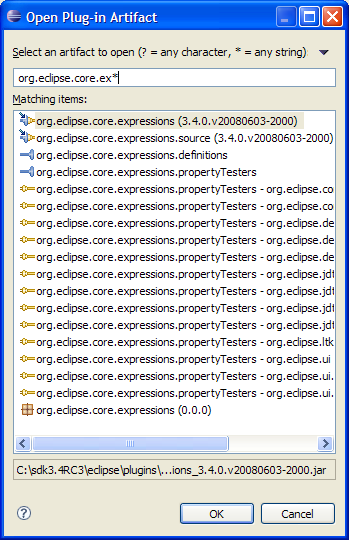 Open Plug-in Artifact
Select an artifact to open (? = any character, * = any string):
org.eclipse.core.ex*
Matching items:
org.eclipse.core.expressions (3.4.0.v20080603-2000)
org.eclipse.core.expressions.source (3.4.0.v20080603-2000)
org.eclipse.core.expressions.definitions
org.eclipse.core.expressions.propertyTesters
org.eclipse.core.expressions.propertyTesters - org.eclipse.co
org.eclipse.core.expressions.propertyTesters - org.eclipse.co
org.eclipse.core.expressions.propertyTesters - org.eclipse.de
org.eclipse.core.expressions.propertyTesters - org.eclipse.de
org.eclipse.core.expressions.propertyTesters - org.eclipse.de
org.eclipse.core.expressions.propertyTesters - org.eclipse.jdt
org.eclipse.core.expressions.propertyTesters - org.eclipse.jdt
org.eclipse.core.expressions.propertyTesters - org.eclipse.jdt
org.eclipse.core.expressions.propertyTesters - org.eclipse.jdt
org.eclipse.core.expressions.propertyTesters - org.eclipse.ltk
org.eclipse.core.expressions.propertyTesters - org.eclipse.ui
org.eclipse.core.expressions.propertyTesters - org.eclipse.ui.
org.eclipse.core.expressions.propertyTesters - org.eclipse.ui.
org.eclipse.core.expressions (0.0.0)
C:\sdk3.4RC3\eclipse\plugins\...ions_3.4.0.v20080603-2000.jar
? OK Cancel